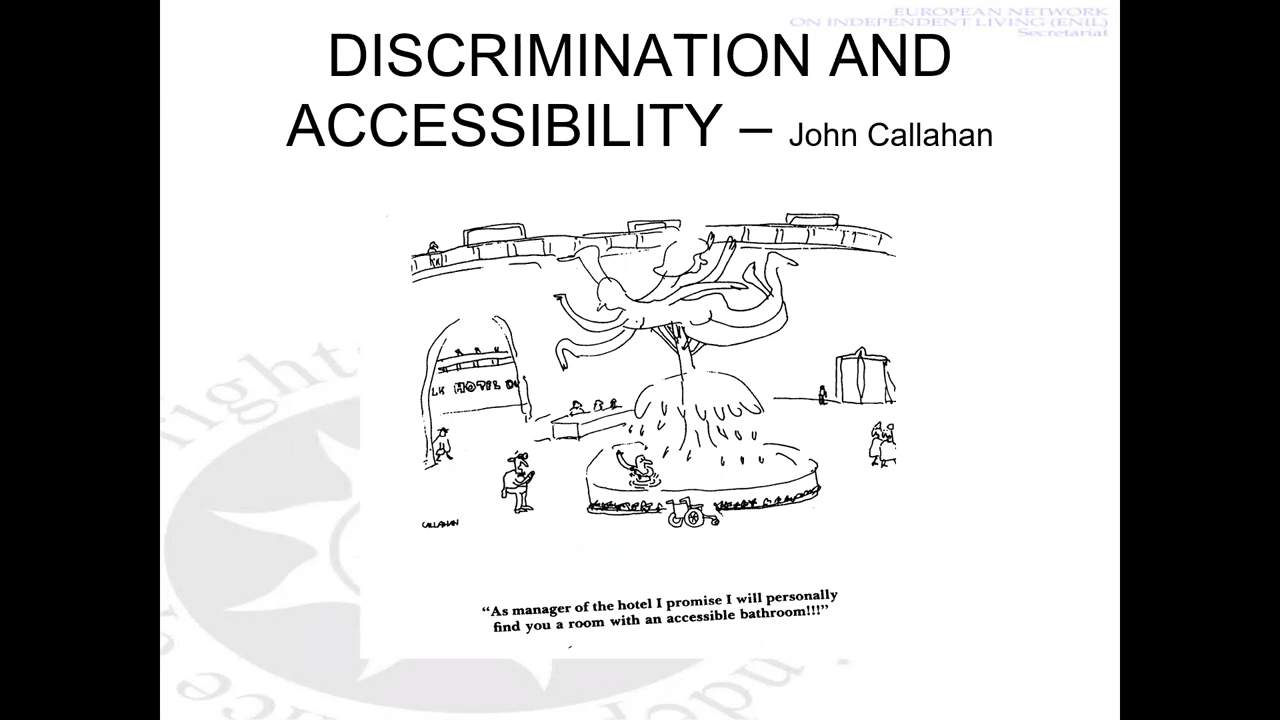 EUROPEAN NETWORK
ON INDEPENDENT LIVING (ENIL)
Secretariat
DISCRIMINATION AND
ACCESSIBILITY – John Callahan
HOTEL
CALLAHAN
“As manager of the hotel I promise I will personally
find you a room with an accessible bathroom!!!”